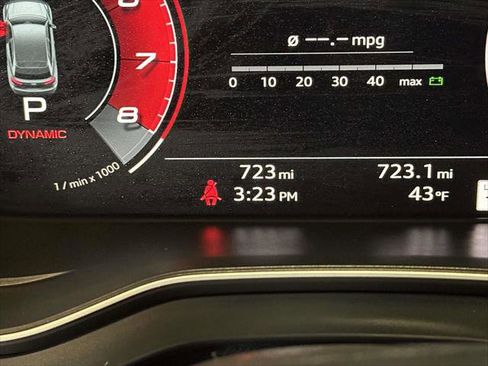 ø --.- mpg
0 10 20 30 40 max
6
7
8
P
DYNAMIC
1 / min x 1000
723 mi 723.1 mi
3:23 PM 43°F